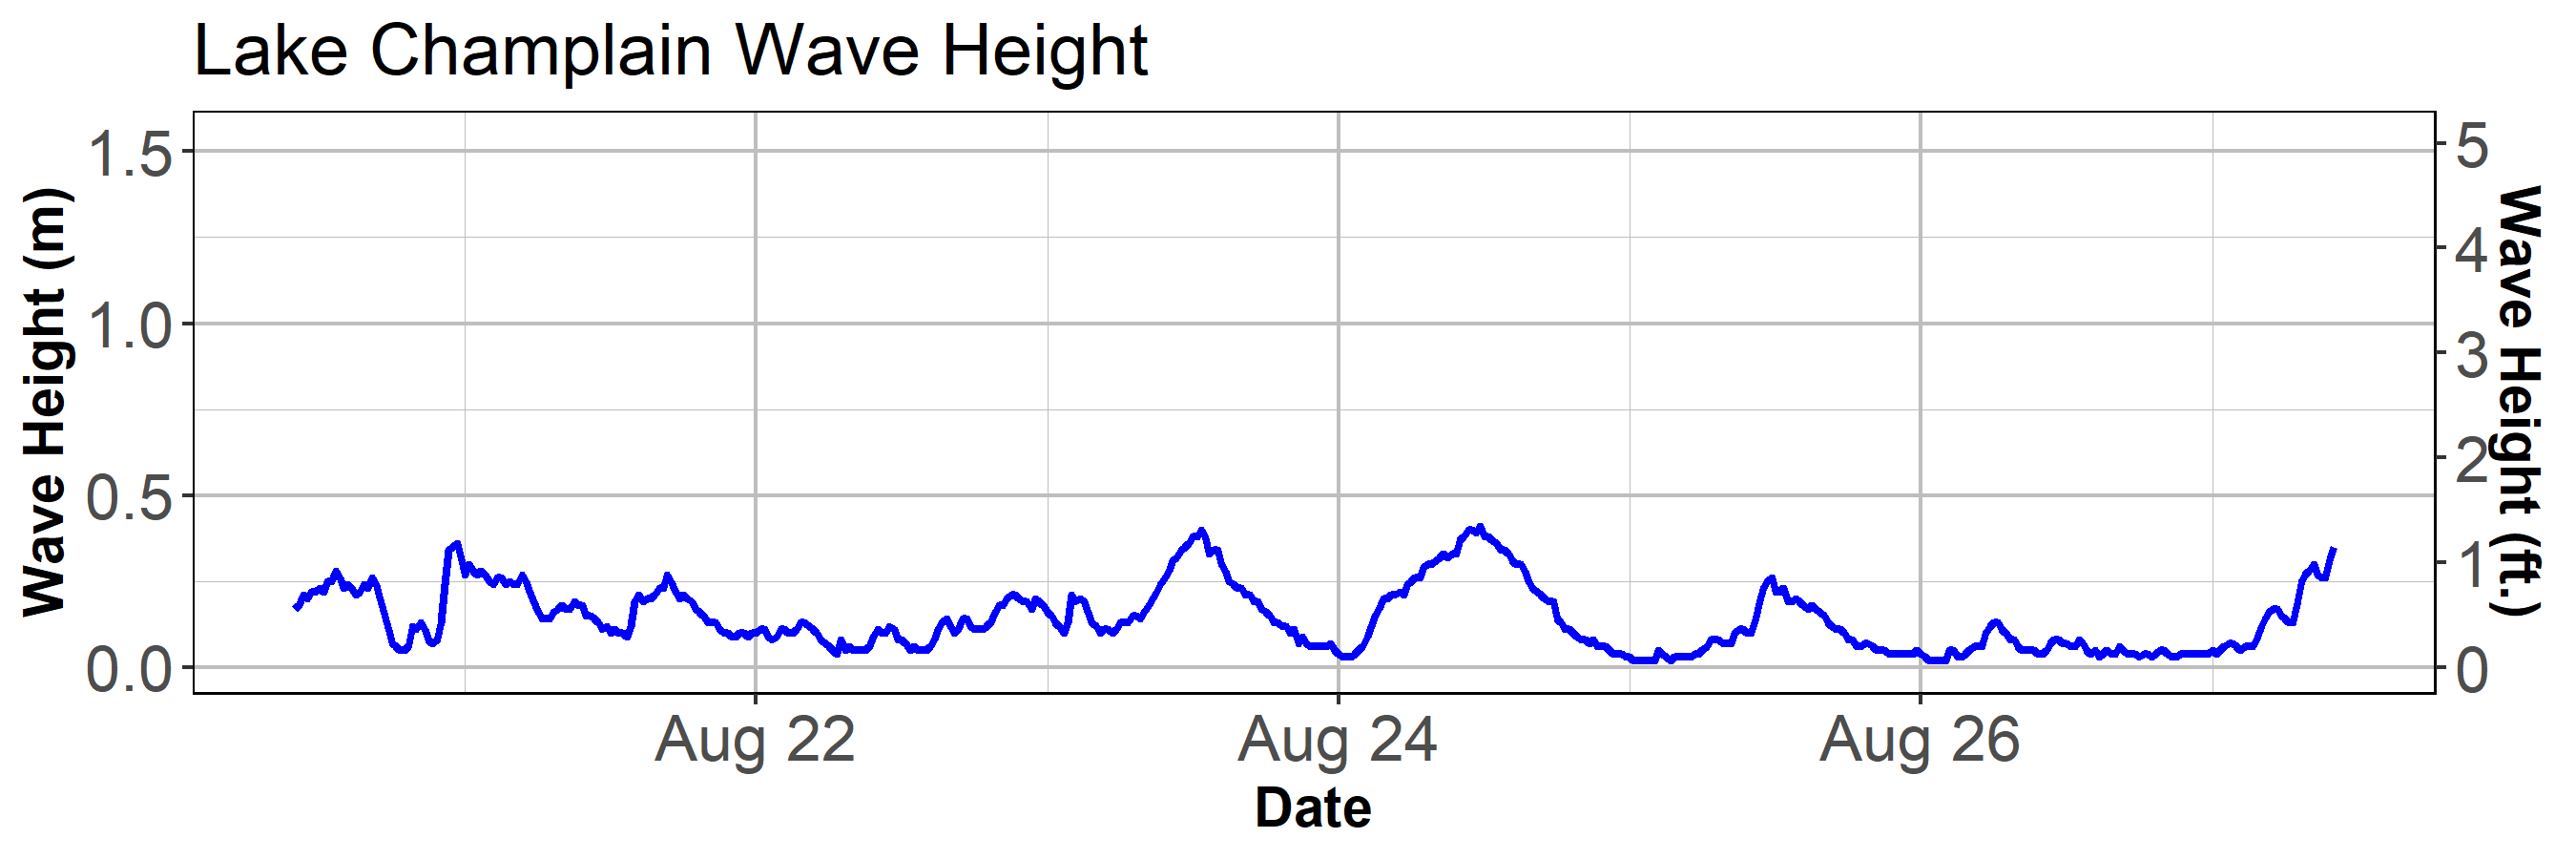 Lake Champlain Wave Height
Wave Height (m)
1.5
1.0
0.5
0.0
5
4
3
2
1
0
Wave Height (ft.)
Aug 22
Aug 24
Aug 26
Date